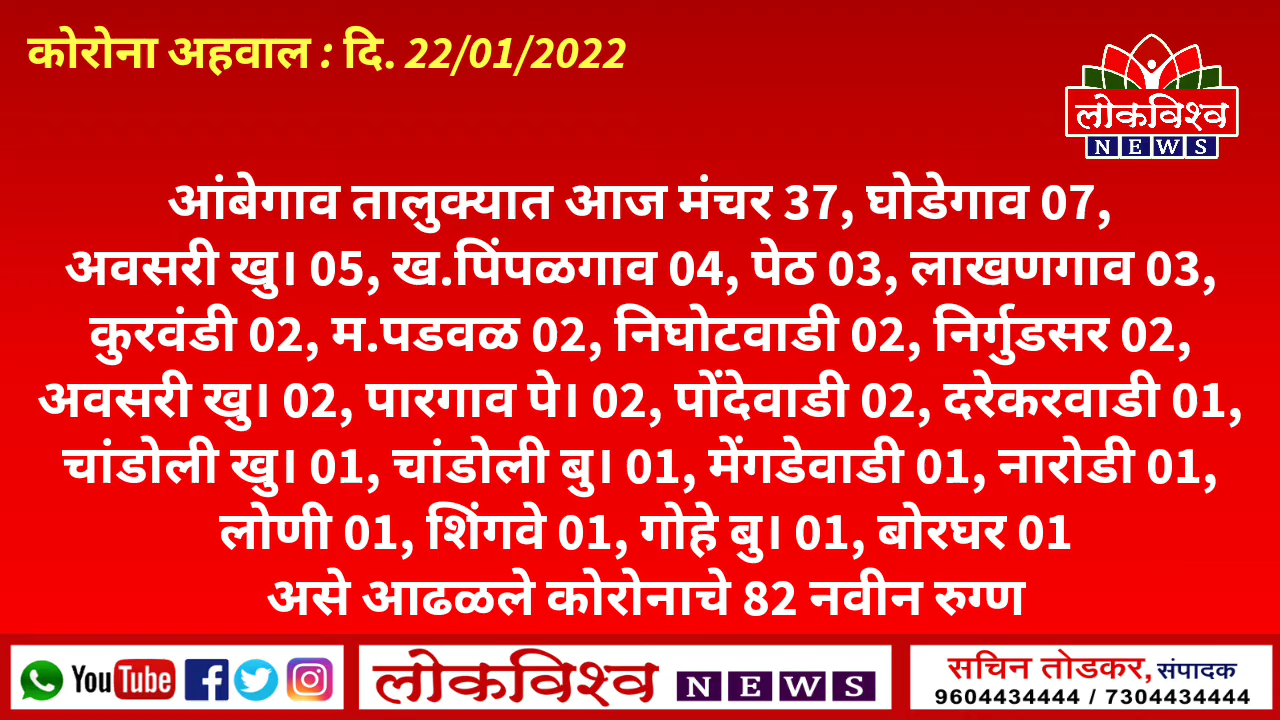 कोरोना अहवाल : दि. 22/01/2022
लोकविश्व
NEWS
आंबेगाव तालुक्यात आज मंचर 37, घोडेगाव 07,
अवसरी खु। 05, ख.पिंपळगाव 04, पेठ 03, लाखणगाव 03,
कुरवंडी 02, म.पडवळ 02, निघोटवाडी 02, निर्गुडसर 02,
अवसरी खु। 02, पारगाव पे। 02, पोंदेवाडी 02, दरेकरवाडी 01,
चांडोली खु। 01, चांडोली बु। 01, मेंगडेवाडी 01, नारोडी 01,
लोणी 01, शिंगवे 01, गोहे बु। 01, बोरघर 01
असे आढळले कोरोनाचे 82 नवीन रुग्ण
YouTube
लोकविश्व NEWS
सचिन तोडकर, संपादक
9604434444 / 7304434444